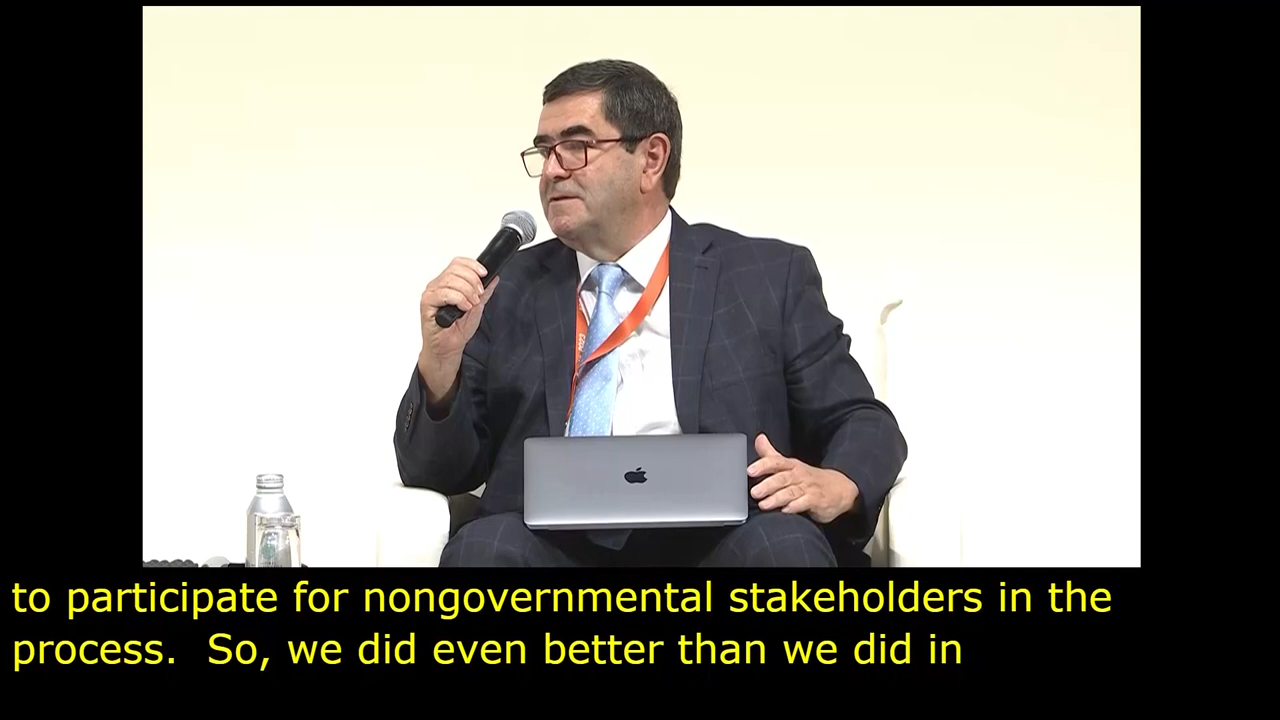 to participate for nongovernmental stakeholders in the
process.  So, we did even better than we did in